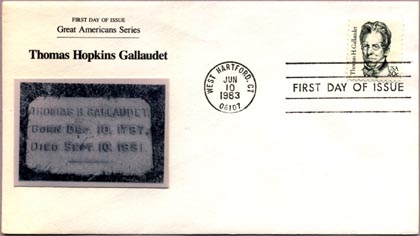 FIRST DAY OF ISSUE
Great Americans Series
Thomas Hopkins Gallaudet
THOMAS H. GALLAUDET.
BORN DEC. 10. 1787.
DIED SEPT. 10. 1851.
WEST HARTFORD, CT
JUN
10
1983
06107
Thomas H. Gallaudet
USA
20c
FIRST DAY OF ISSUE